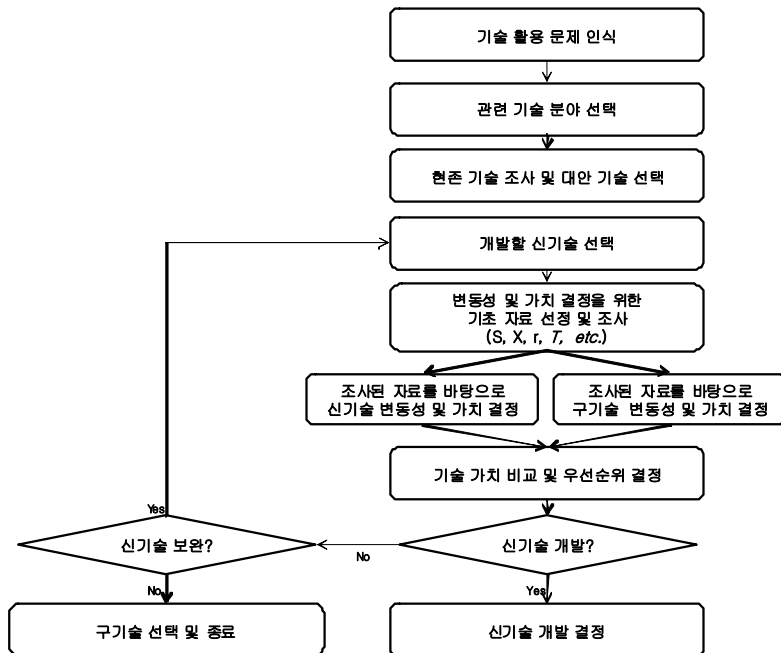 기술 활용 문제 인식
관련 기술 분야 선택
현존 기술 조사 및 대안 기술 선택
개발할 신기술 선택
변동성 및 가치 결정을 위한
기초 자료 선정 및 조사
(S, X, r, T, etc.)
조사된 자료를 바탕으로
신기술 변동성 및 가치 결정
조사된 자료를 바탕으로
구기술 변동성 및 가치 결정
기술 가치 비교 및 우선순위 결정
신기술 개발?
No
Yes
신기술 보완?
Yes
No
구기술 선택 및 종료
신기술 개발 결정